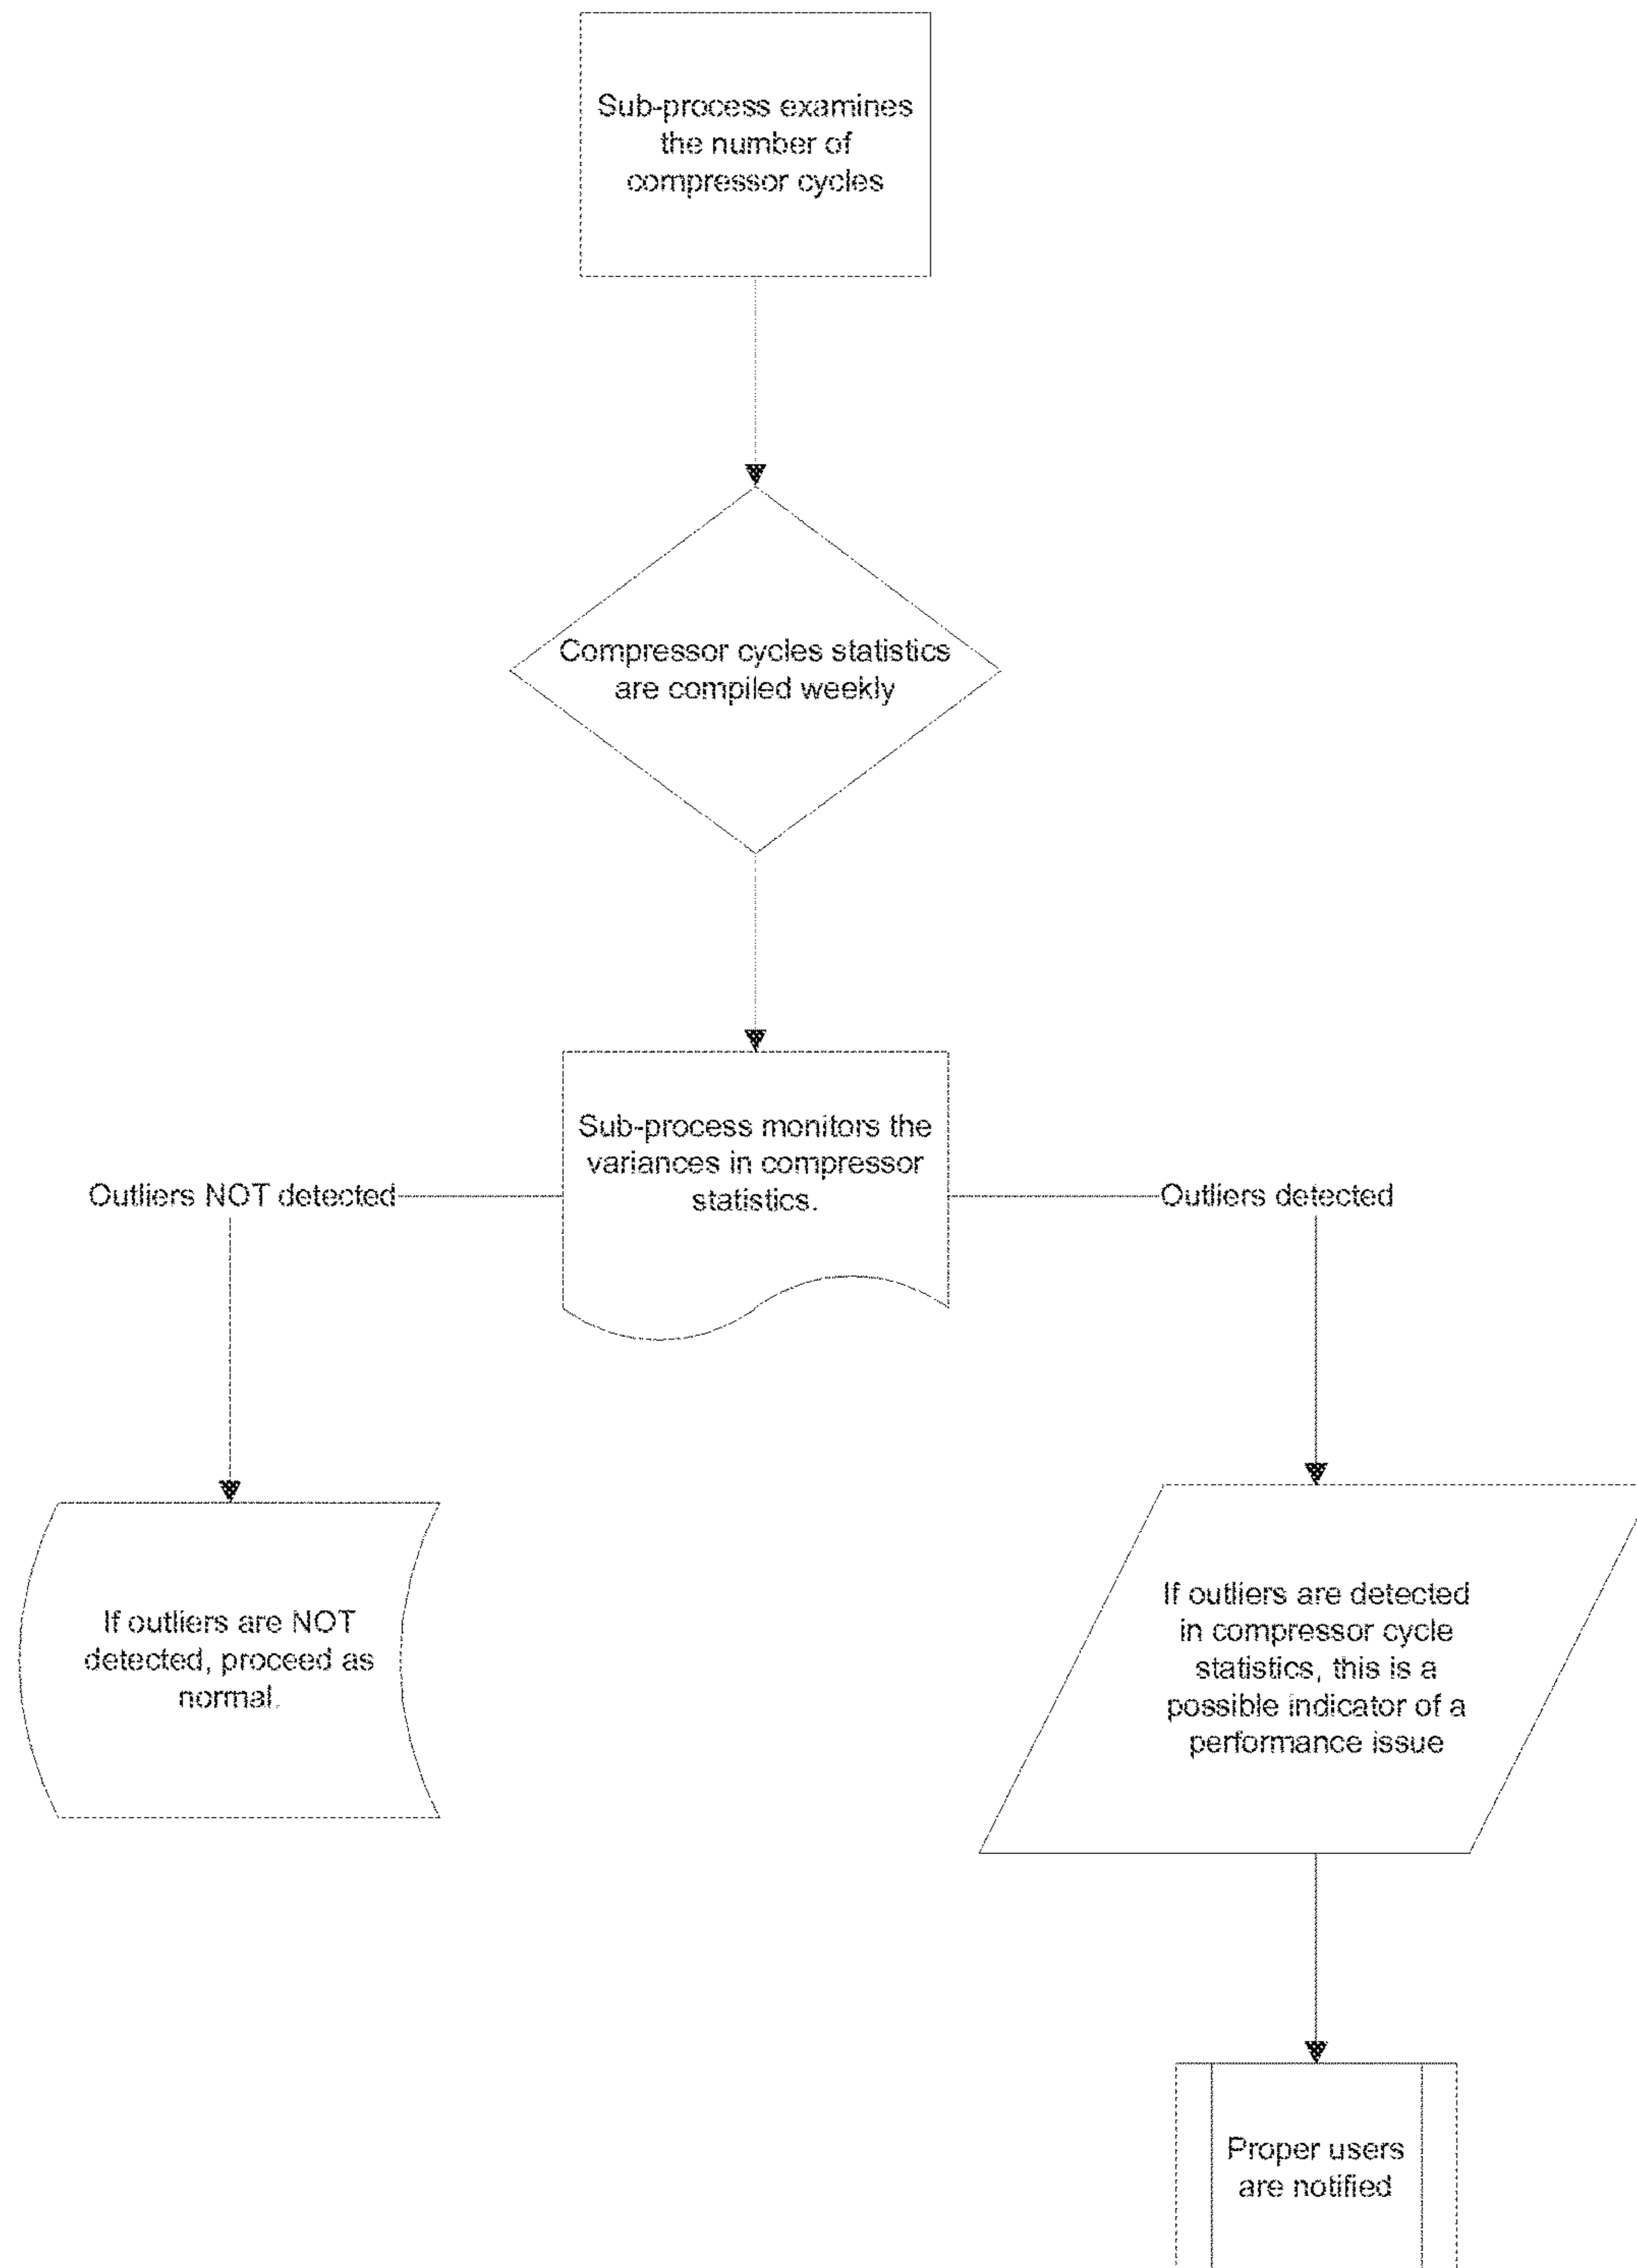 Sub-process examines
the number of
compressor cycles
Compressor cycles statistics
are compiled weekly
Sub-process monitors the
variances in compressor
statistics.
Outliers NOT detected
Outliers detected
If outliers are NOT
detected, proceed as
normal.
If outliers are detected
in compressor cycle
statistics, this is a
possible indicator of a
performance issue
Proper users
are notified